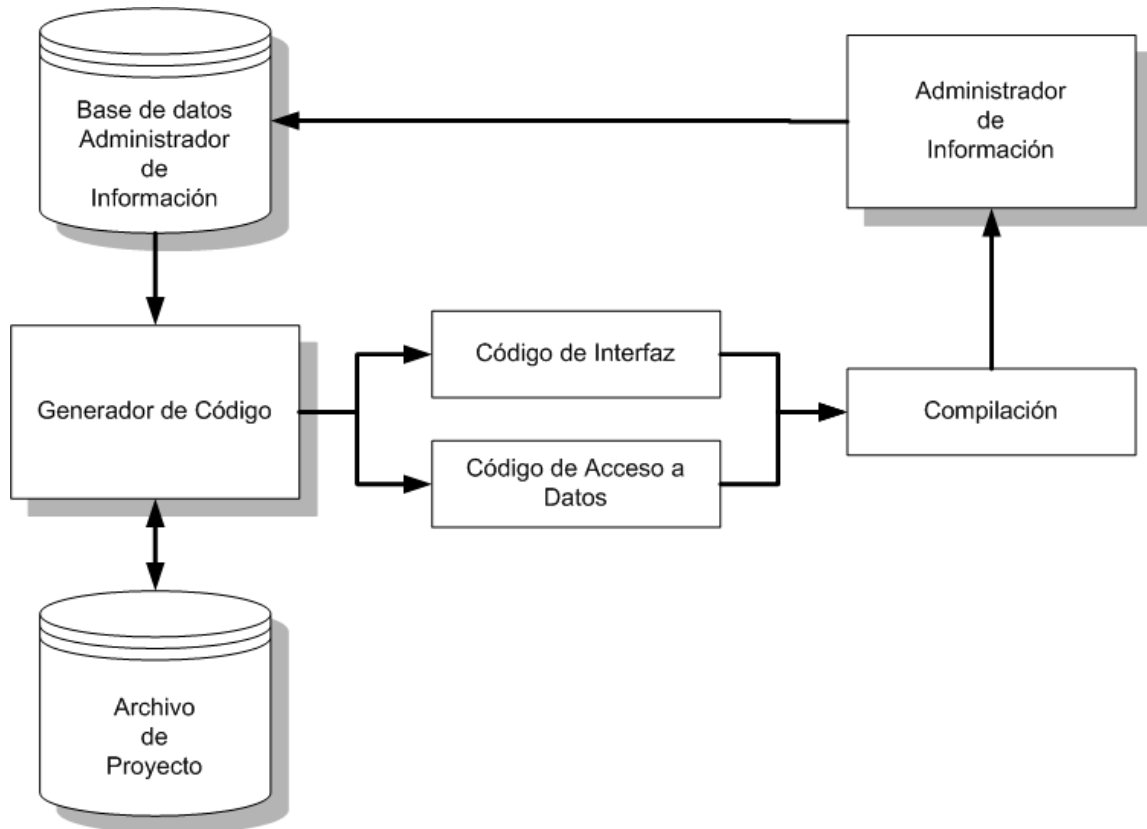 Base de datos
Administrador
de
Información
Administrador
de
Información
Código de Interfaz
Generador de Código
Compilación
Código de Acceso a
Datos
Archivo
de
Proyecto